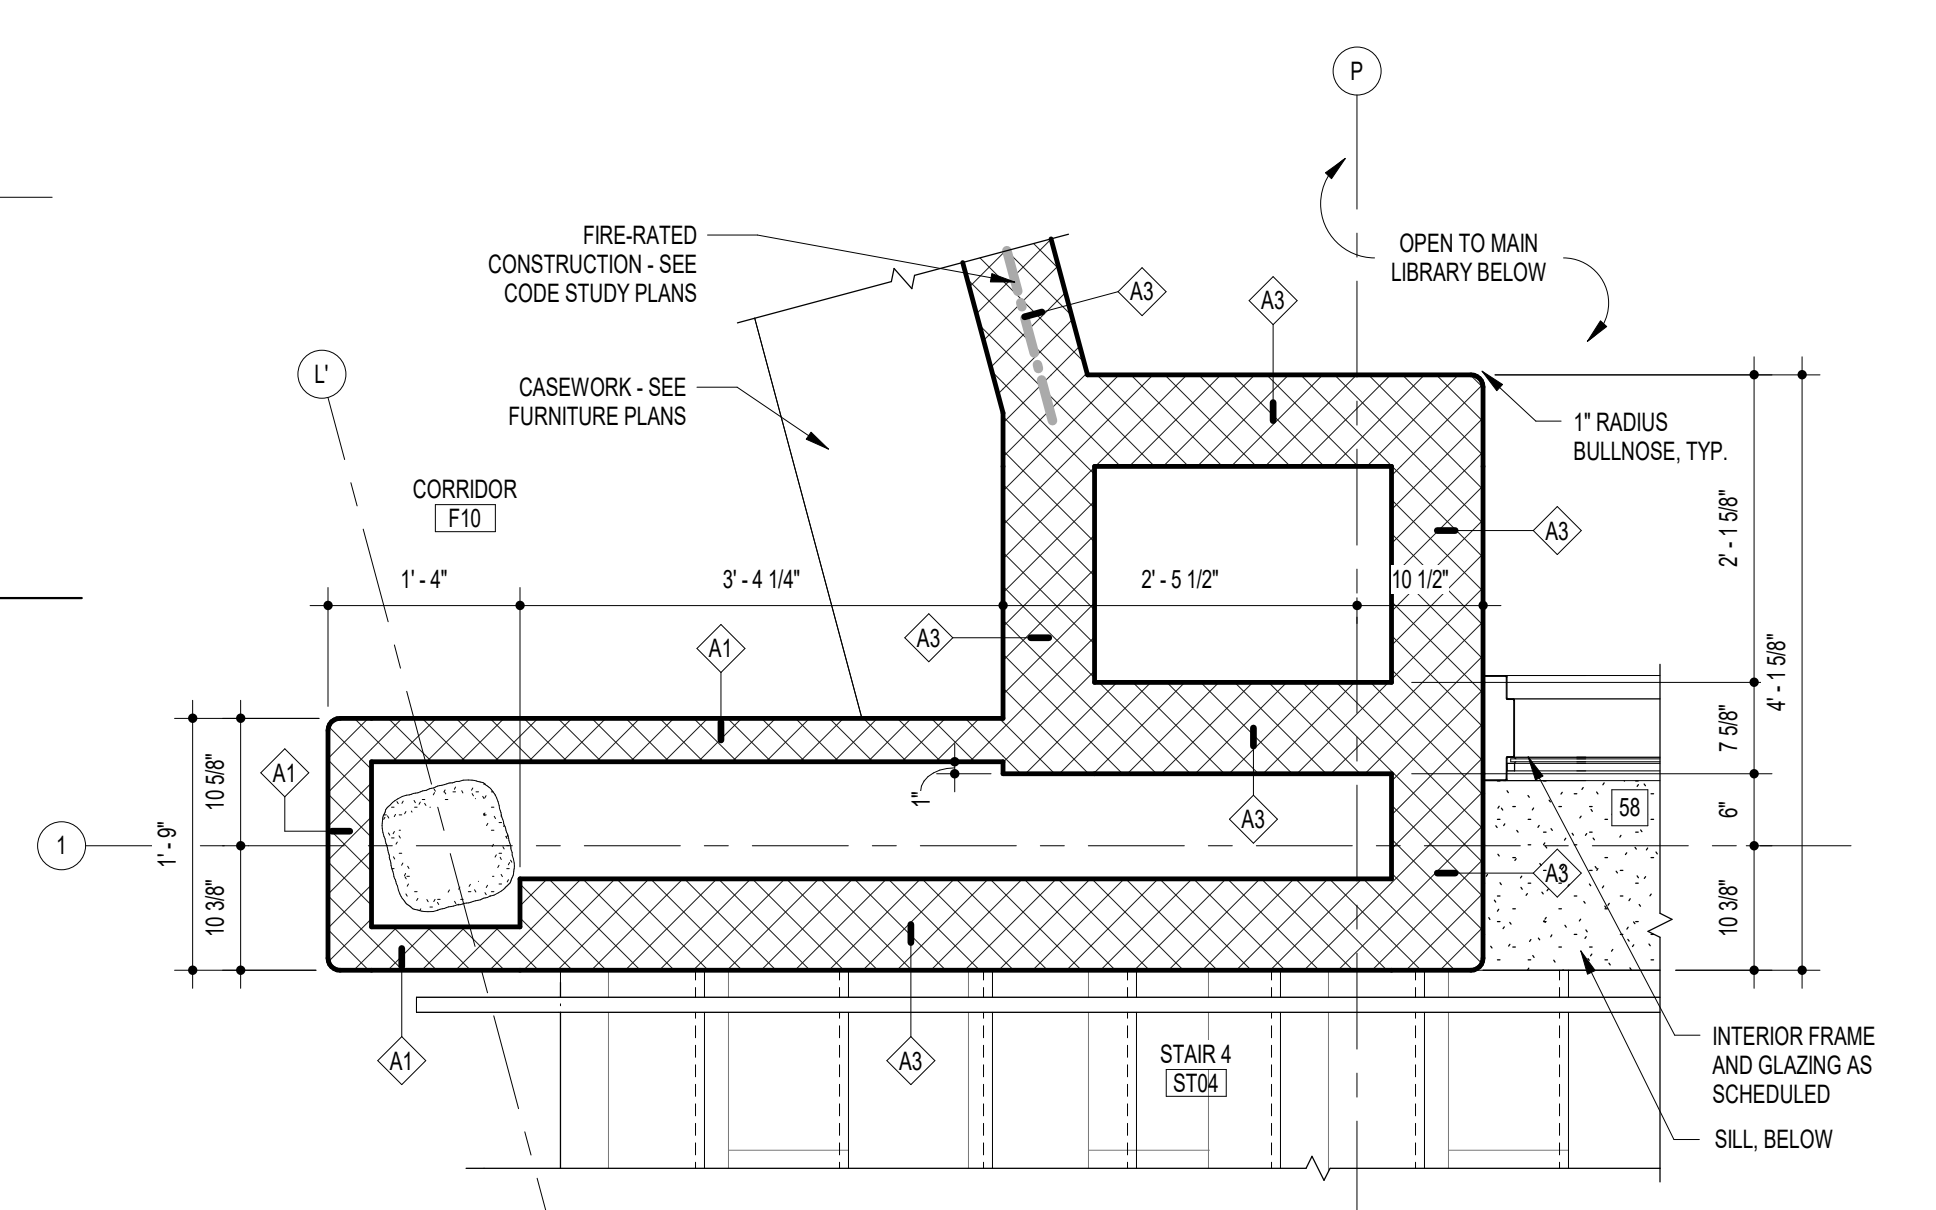 P
FIRE-RATED
CONSTRUCTION - SEE
CODE STUDY PLANS
OPEN TO MAIN
LIBRARY BELOW
A3
A3
L'
CASEWORK - SEE
FURNITURE PLANS
1" RADIUS
BULLNOSE, TYP.
CORRIDOR
F10
A3
2' - 1 5/8"
1' - 4"
3' - 4 1/4"
2' - 5 1/2"
10 1/2"
A3
A1
4' - 1 5/8"
7 5/8"
A1
10 5/8"
1"
A3
58
6"
1
1' - 9"
A3
10 3/8"
10 3/8"
A1
A3
STAIR 4
ST04
INTERIOR FRAME
AND GLAZING AS
SCHEDULED
SILL, BELOW